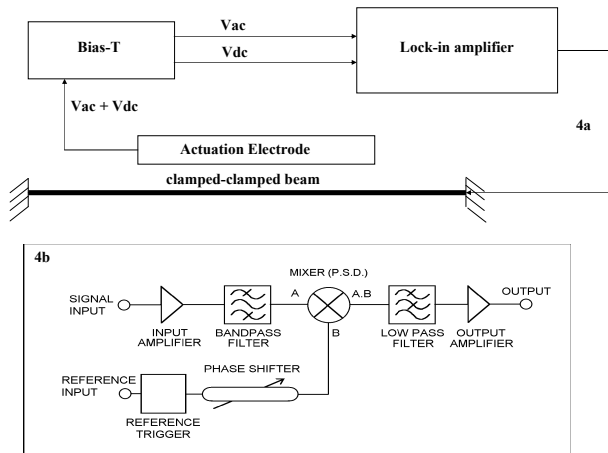 Vac
Bias-T
Lock-in amplifier
Vdc
Vac + Vdc
4a
Actuation Electrode
clamped-clamped beam
4b
MIXER (P.S.D.)
SIGNAL
INPUT
A
A.B
OUTPUT
B
INPUT
AMPLIFIER
BANDPASS
FILTER
LOW PASS
FILTER
OUTPUT
AMPLIFIER
PHASE SHIFTER
REFERENCE
INPUT
REFERENCE
TRIGGER